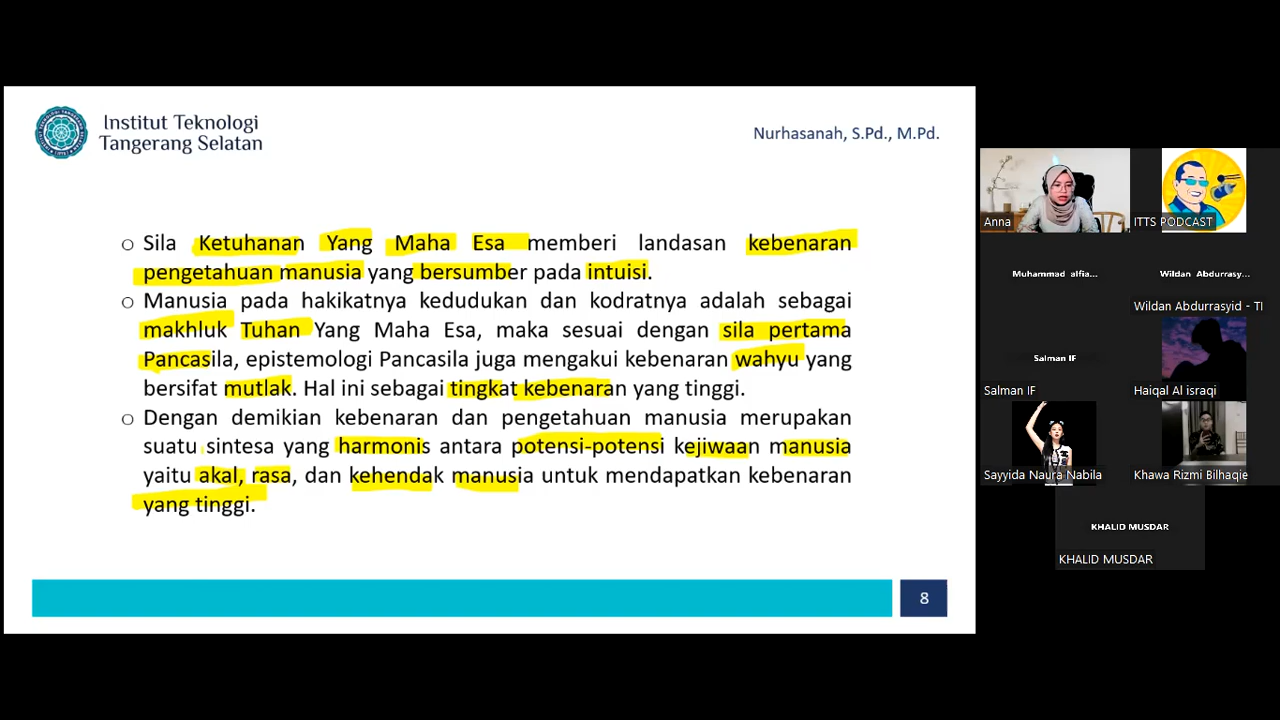 Institut Teknologi
Tangerang Selatan
Nurhasanah, S.Pd., M.Pd.
Sila Ketuhanan Yang Maha Esa memberi landasan kebenaran
pengetahuan manusia yang bersumber pada intuisi.
Manusia pada hakikatnya kedudukan dan kodratnya adalah sebagai
makhluk Tuhan Yang Maha Esa, maka sesuai dengan sila pertama
Pancasila, epistemologi Pancasila juga mengakui kebenaran wahyu yang
bersifat mutlak. Hal ini sebagai tingkat kebenaran yang tinggi.
Dengan demikian kebenaran dan pengetahuan manusia merupakan
suatu sintesa yang harmonis antara potensi-potensi kejiwaan manusia
yaitu akal, rasa, dan kehendak manusia untuk mendapatkan kebenaran
yang tinggi.
8
Anna
ITTS PODCAST
Muhammad alfia...
Wildan Abdurrasy...
Wildan Abdurrasyid - TI
Salman IF
Salman IF
Haiqal Al israqi
Sayyida Naura Nabila
Khawa Rizmi Bilhaqie
KHALID MUSDAR
KHALID MUSDAR